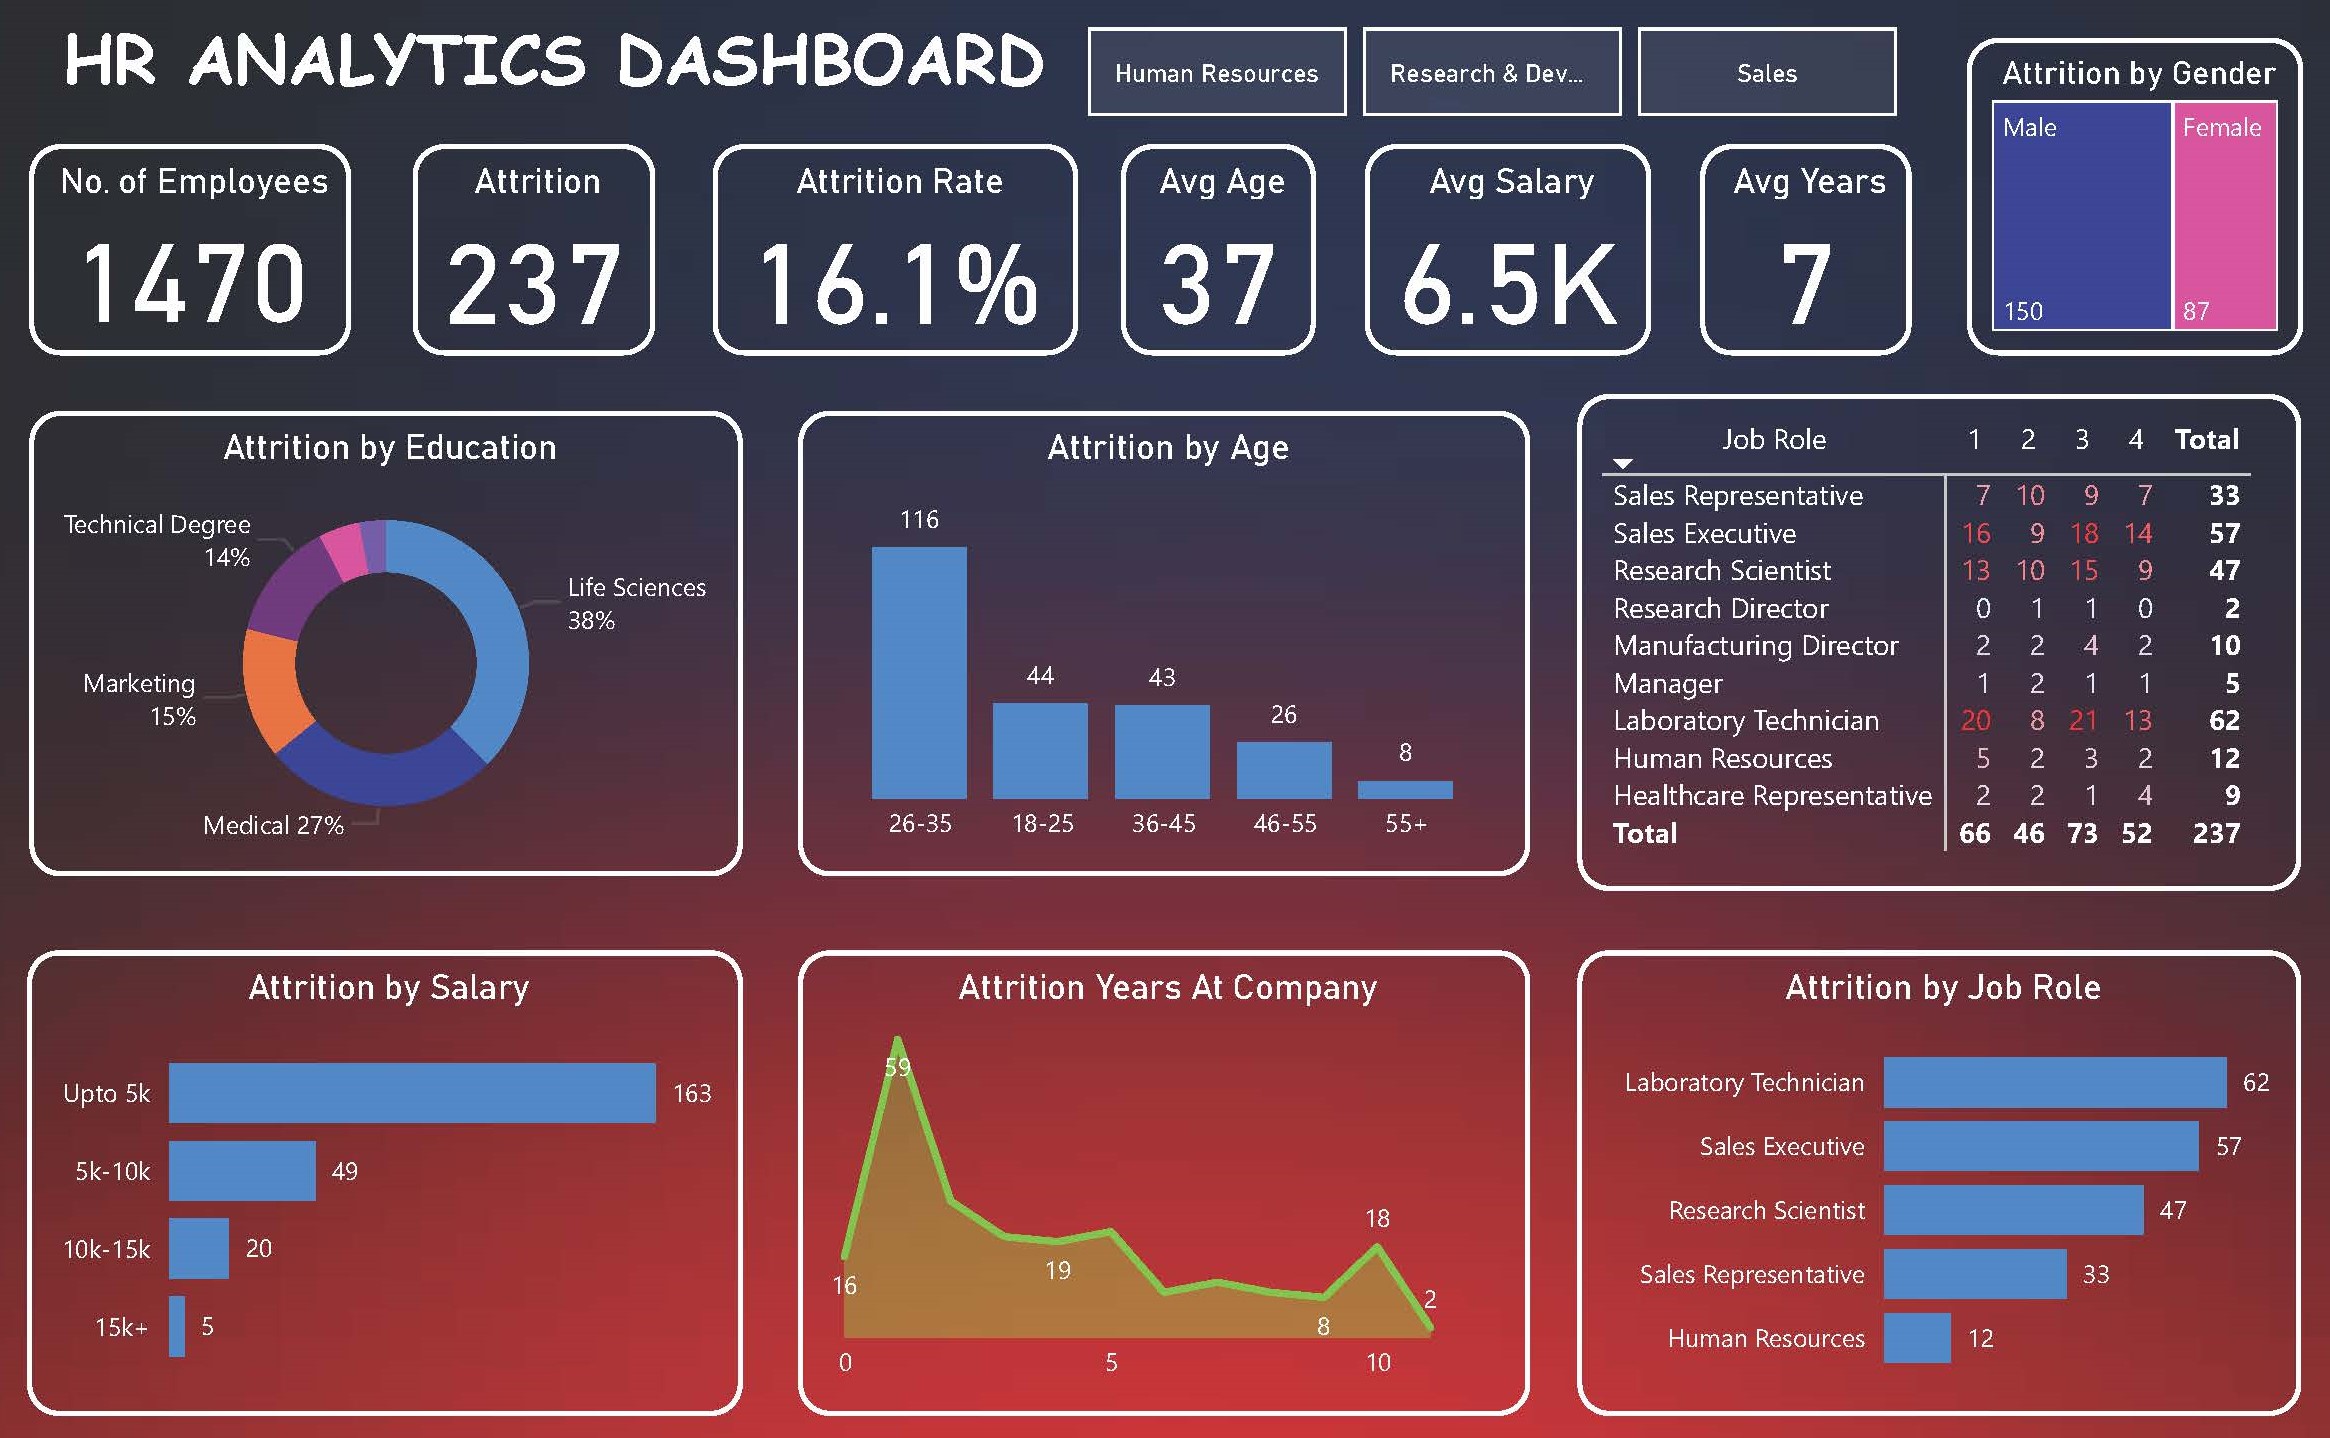 HR ANALYTICS DASHBOARD
Human Resources
Research & Dev...
Sales
Attrition by Gender
Male
Female
150
87
No. of Employees
1470
Attrition
237
Attrition Rate
16.1%
Avg Age
37
Avg Salary
6.5K
Avg Years
7
Attrition by Education
Technical Degree
14%
Life Sciences
38%
Marketing
15%
Medical 27%
Attrition by Age
116
44
43
26
8
26-35 18-25 36-45 46-55 55+
Job Role 1 2 3 4 Total
Sales Representative 7 10 9 7 33
Sales Executive 16 9 18 14 57
Research Scientist 13 10 15 9 47
Research Director 0 1 1 0 2
Manufacturing Director 2 2 4 2 10
Manager 1 2 1 1 5
Laboratory Technician 20 8 21 13 62
Human Resources 5 2 3 2 12
Healthcare Representative 2 2 1 4 9
Total 66 46 73 52 237
Attrition by Salary
Upto 5k 163
5k-10k 49
10k-15k 20
15k+ 5
Attrition Years At Company
59
18
19
16
2
8
0 5 10
Attrition by Job Role
Laboratory Technician 62
Sales Executive 57
Research Scientist 47
Sales Representative 33
Human Resources 12